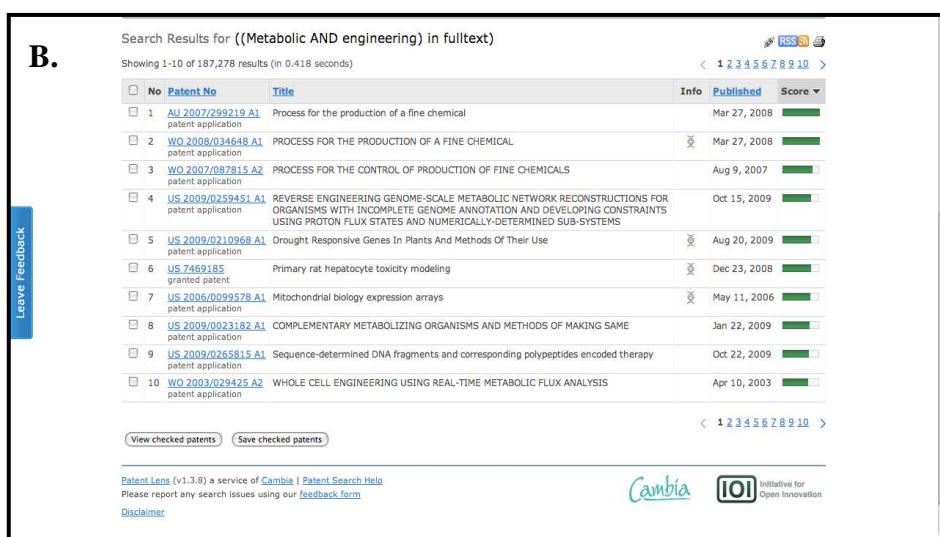 B.
Search Results for ((Metabolic AND engineering) in fulltext)
RSS
Showing 1-10 of 187,278 results (in 0.418 seconds)
< 1 2 3 4 5 6 7 8 9 10 >
No Patent No Title Info Published Score ▼
1 AU 2007/299219 A1 Process for the production of a fine chemical Mar 27, 2008
patent application
2 WO 2008/034648 A1 PROCESS FOR THE PRODUCTION OF A FINE CHEMICAL Mar 27, 2008
patent application
3 WO 2007/087815 A2 PROCESS FOR THE CONTROL OF PRODUCTION OF FINE CHEMICALS Aug 9, 2007
patent application
4 US 2009/0259451 A1 REVERSE ENGINEERING GENOME-SCALE METABOLIC NETWORK RECONSTRUCTIONS FOR Oct 15, 2009
patent application ORGANISMS WITH INCOMPLETE GENOME ANNOTATION AND DEVELOPING CONSTRAINTS
USING PROTON FLUX STATES AND NUMERICALLY-DETERMINED SUB-SYSTEMS
5 US 2009/0210968 A1 Drought Responsive Genes In Plants And Methods Of Their Use Aug 20, 2009
patent application
6 US 7469185 Primary rat hepatocyte toxicity modeling Dec 23, 2008
granted patent
7 US 2006/0099578 A1 Mitochondrial biology expression arrays May 11, 2006
patent application
8 US 2009/0023182 A1 COMPLEMENTARY METABOLIZING ORGANISMS AND METHODS OF MAKING SAME Jan 22, 2009
patent application
9 US 2009/0265815 A1 Sequence-determined DNA fragments and corresponding polypeptides encoded therapy Oct 22, 2009
patent application
10 WO 2003/029425 A2 WHOLE CELL ENGINEERING USING REAL-TIME METABOLIC FLUX ANALYSIS Apr 10, 2003
patent application
Leave Feedback
< 1 2 3 4 5 6 7 8 9 10 >
View checked patents Save checked patents
Patent Lens (v1.3.8) a service of Cambia | Patent Search Help
Please report any search issues using our feedback form
Disclaimer
Cambia
IOI Initiative for
Open Innovation